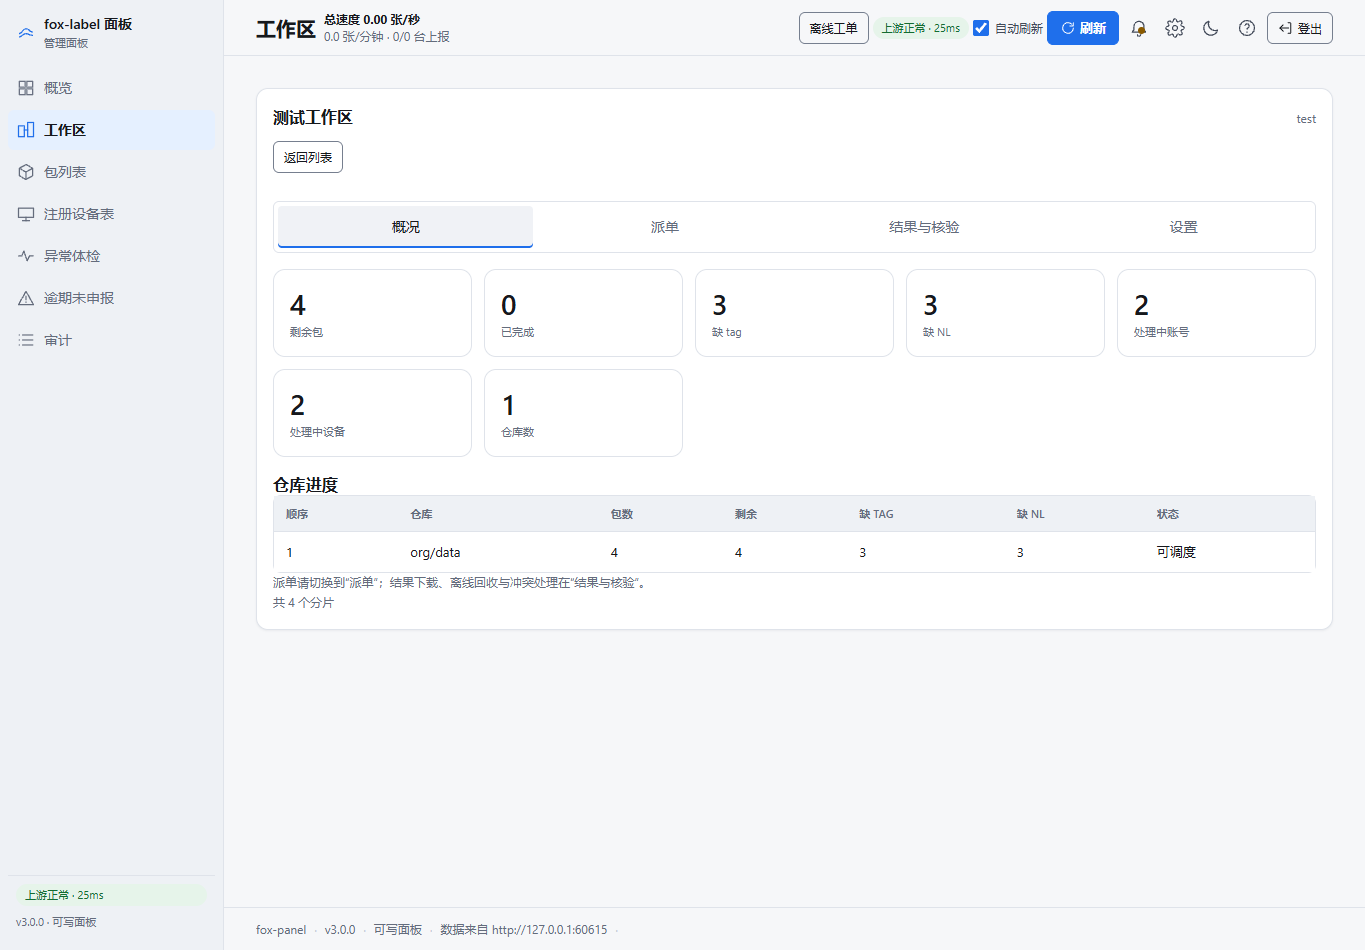 fox-label 面板
管理面板
概览
工作区
包列表
注册设备表
异常体检
逾期未申报
审计
上游正常 · 25ms
v3.0.0 · 可写面板
工作区
总速度 0.00 张/秒
0.0 张/分钟 · 0/0 台上报
离线工单
上游正常 · 25ms
自动刷新
刷新
登出
测试工作区
test
返回列表
概况 派单 结果与核验 设置
4
剩余包
0
已完成
3
缺 tag
3
缺 NL
2
处理中账号
2
处理中设备
1
仓库数
仓库进度
顺序 仓库 包数 剩余 缺 TAG 缺 NL 状态
1 org/data 4 4 3 3 可调度
派单请切换到“派单”；结果下载、离线回收与冲突处理在“结果与核验”。
共 4 个分片
fox-panel · v3.0.0 · 可写面板 · 数据来自 http://127.0.0.1:60615 ·